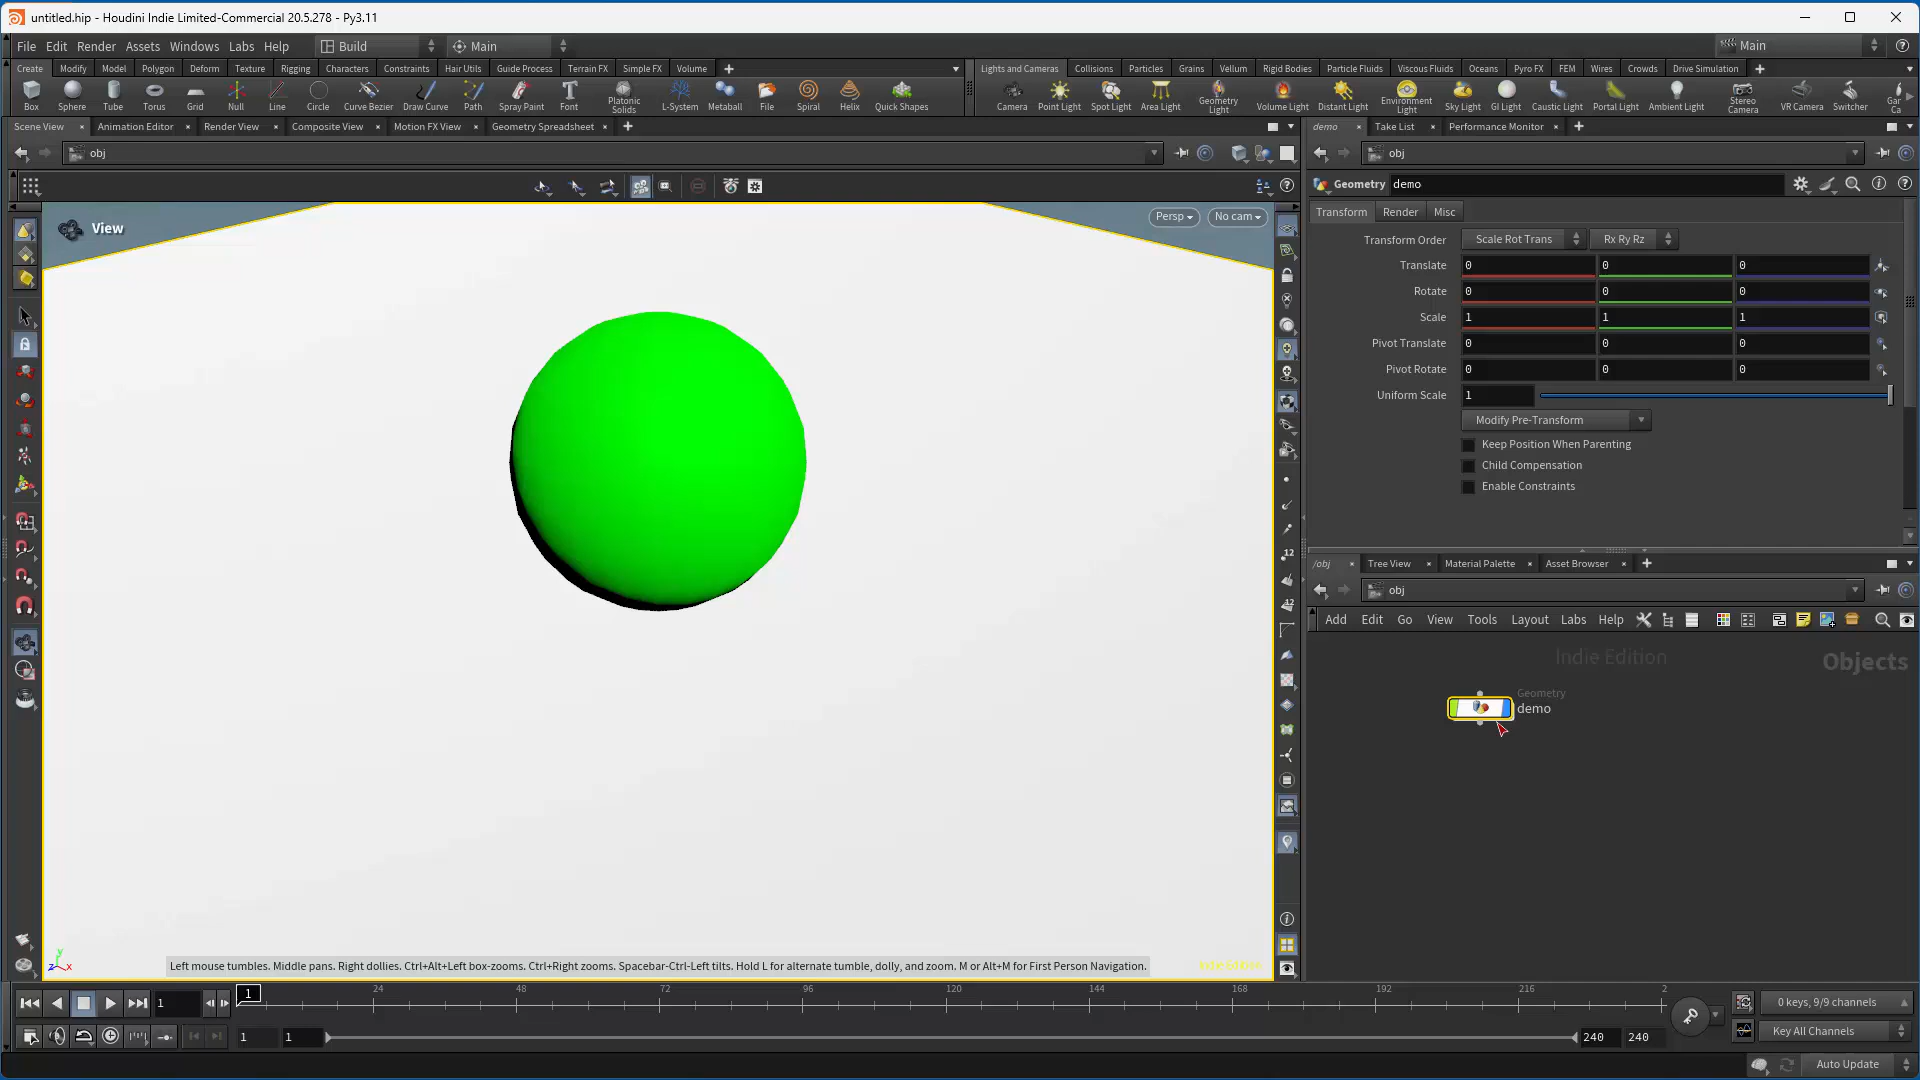 untitled.hip - Houdini Indie Limited-Commercial 20.5.278 - Py3.11
File Edit Render Assets Windows Labs Help Build Main Main
Create Modify Model Polygon Deform Texture Rigging Characters Constraints Hair Utils Guide Process Terrain FX Simple FX Volume
Lights and Cameras Collisions Particles Grains Vellum Rigid Bodies Particle Fluids Viscous Fluids Oceans Pyro FX FEM Wires Crowds Drive Simulation
Box Sphere Tube Torus Grid Null Line Circle Curve Bezier Draw Curve Path Spray Paint Font Platonic Solids L-System Metaball File Spiral Helix Quick Shapes
Camera Point Light Spot Light Area Light Geometry Light Volume Light Distant Light Environment Light Sky Light GI Light Caustic Light Portal Light Ambient Light Stereo Camera VR Camera Switcher Gar Ca
Scene View Animation Editor Render View Composite View Motion FX View Geometry Spreadsheet
demo Take List Performance Monitor
obj
obj
Geometry demo
Transform Render Misc
View
Persp No cam
Transform Order Scale Rot Trans Rx Ry Rz
Translate 0 0 0
Rotate 0 0 0
Scale 1 1 1
Pivot Translate 0 0 0
Pivot Rotate 0 0 0
Uniform Scale 1
Modify Pre-Transform
Keep Position When Parenting
Child Compensation
Enable Constraints
12
12
/obj Tree View Material Palette Asset Browser
obj
Add Edit Go View Tools Layout Labs Help
Indie Edition
Objects
Geometry
demo
y
z x
Left mouse tumbles. Middle pans. Right dollies. Ctrl+Alt+Left box-zooms. Ctrl+Right zooms. Spacebar-Ctrl-Left tilts. Hold L for alternate tumble, dolly, and zoom. M or Alt+M for First Person Navigation.
Indie Edition
1 1 24 48 72 96 120 144 168 192 216 2
0 keys, 9/9 channels
1 1 240 240
Key All Channels
Auto Update